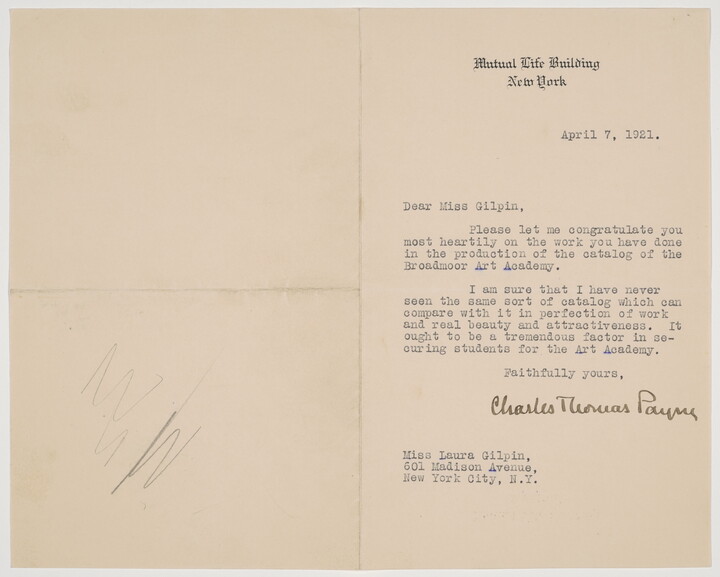 Mutual Life Building
New York
April 7, 1921.
Dear Miss Gilpin,
Please let me congratulate you
most heartily on the work you have done
in the production of the catalog of the
Broadmoor Art Academy.
I am sure that I have never
seen the same sort of catalog which can
compare with it in perfection of work
and real beauty and attractiveness. It
ought to be a tremendous factor in se-
curing students for the Art Academy.
Faithfully yours,
Charles Thomas Payne
Miss Laura Gilpin,
601 Madison Avenue,
New York City, N.Y.